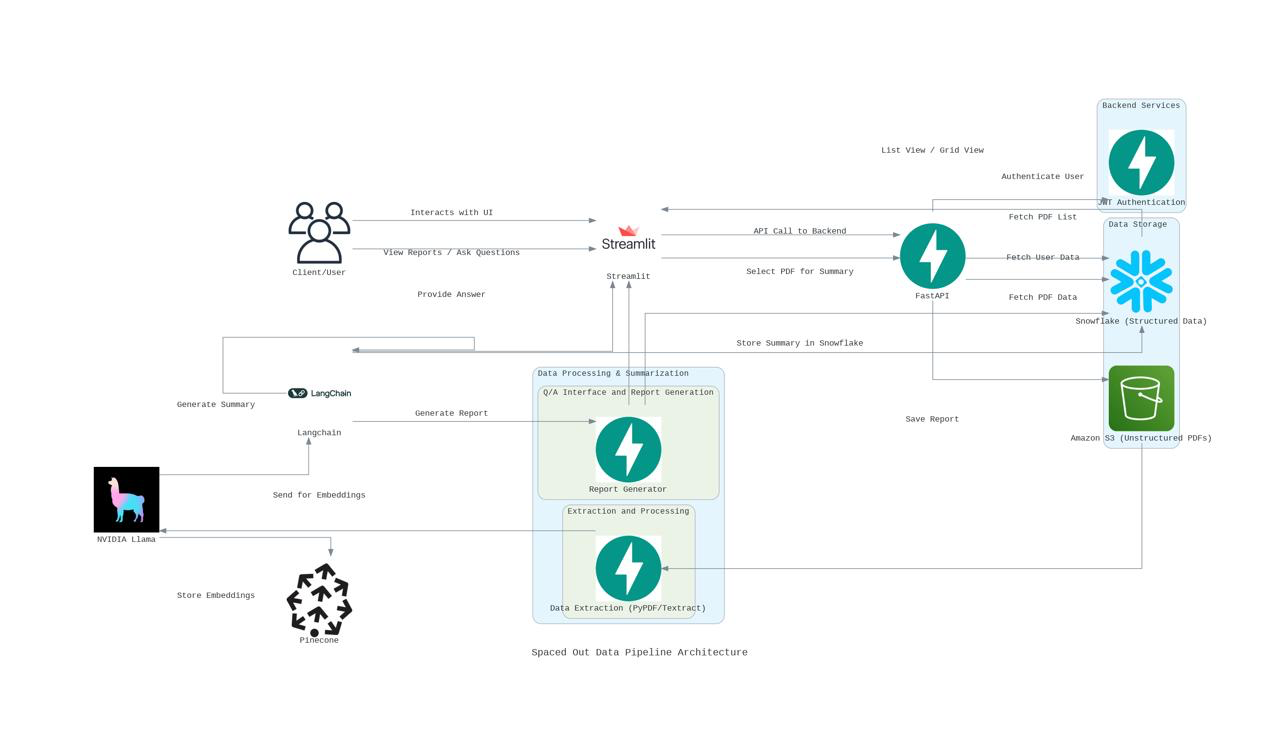 Backend Services
List View / Grid View
Authenticate User
JWT Authentication
Interacts with UI
Fetch PDF List
Data Storage
API Call to Backend
Streamlit
View Reports / Ask Questions
Fetch User Data
Client/User
Select PDF for Summary
Streamlit
Provide Answer
FastAPI
Fetch PDF Data
Snowflake (Structured Data)
Store Summary in Snowflake
Data Processing & Summarization
Q/A Interface and Report Generation
LangChain
Generate Summary
Generate Report
Save Report
Langchain
Amazon S3 (Unstructured PDFs)
Report Generator
Send for Embeddings
Extraction and Processing
NVIDIA Llama
Store Embeddings
Data Extraction (PyPDF/Textract)
Pinecone
Spaced Out Data Pipeline Architecture